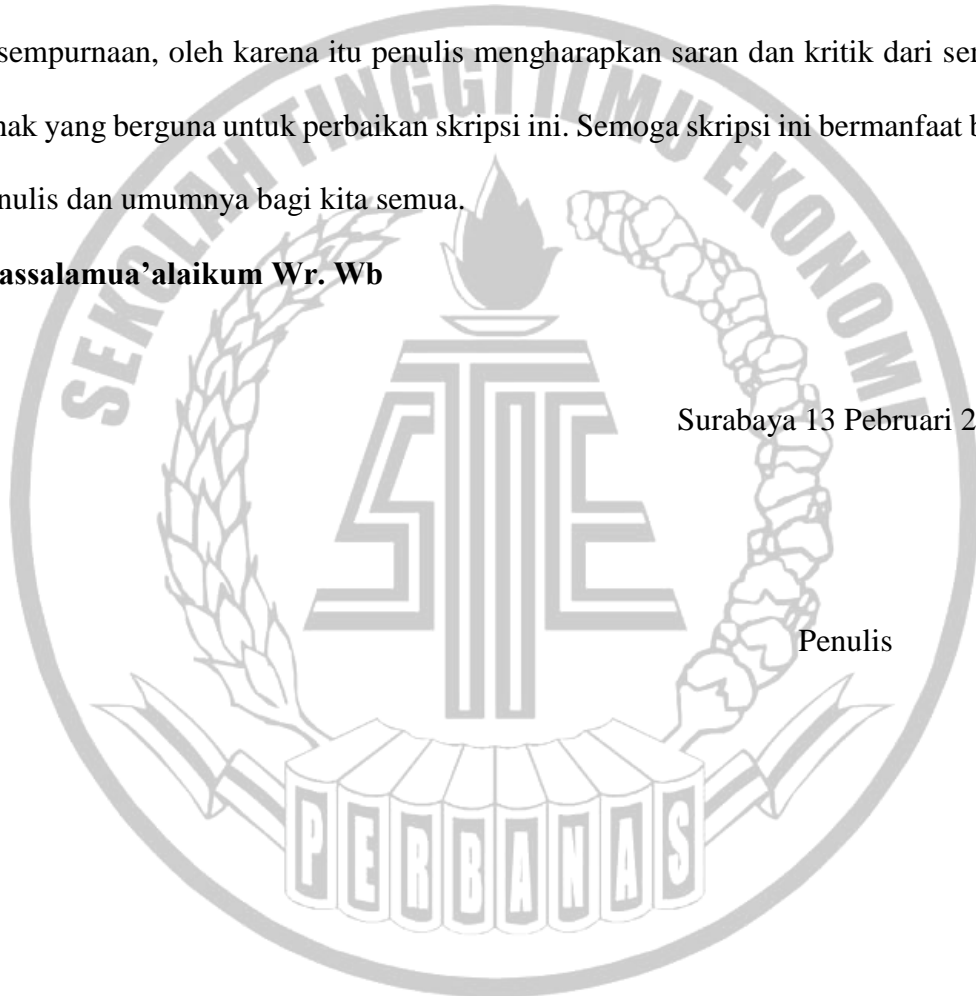 sempurnaan, oleh karena itu penulis mengharapkan saran dan kritik dari sem
nak yang berguna untuk perbaikan skripsi ini. Semoga skripsi ini bermanfaat b
nulis dan umumnya bagi kita semua.
assalamua’alaikum Wr. Wb
SEKOLAH TINGGI ILMU EKONOMI
STIE
Surabaya 13 Pebruari 2
Penulis
PERBANAS